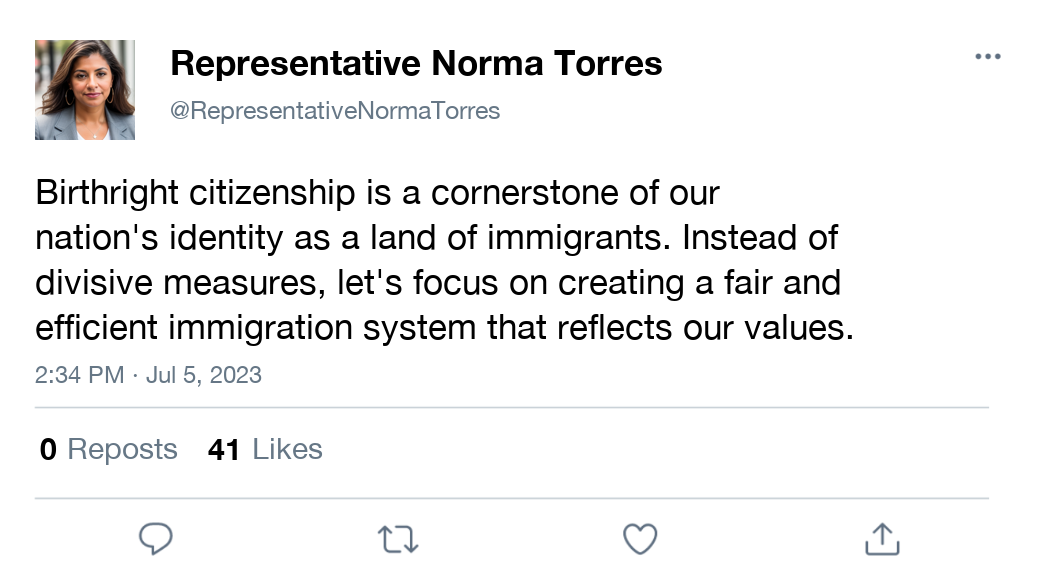 Representative Norma Torres
@RepresentativeNormaTorres
Birthright citizenship is a cornerstone of our
nation's identity as a land of immigrants. Instead of
divisive measures, let's focus on creating a fair and
efficient immigration system that reflects our values.
2:34 PM · Jul 5, 2023
0 Reposts 41 Likes